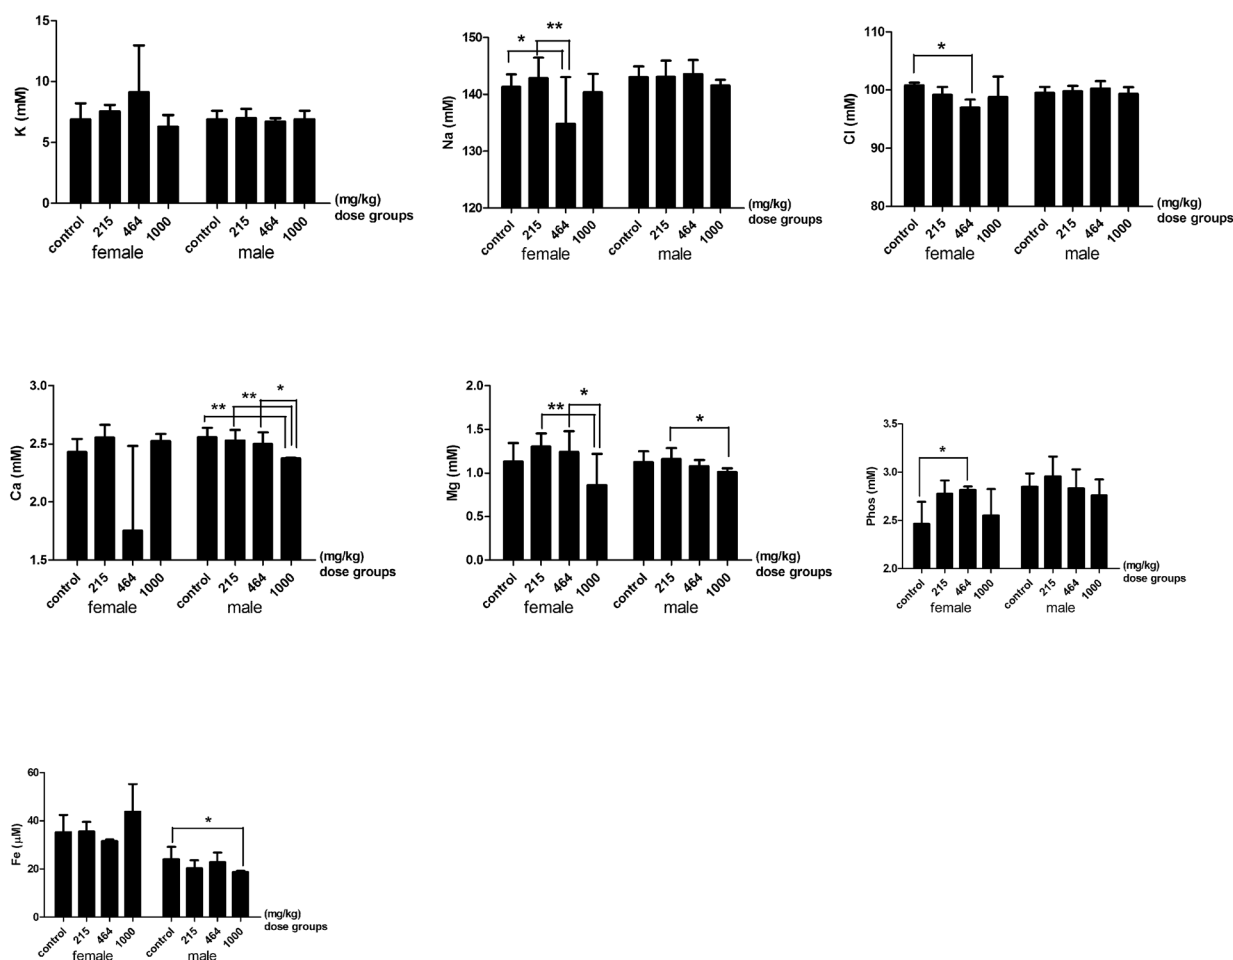 K (mM)
15
10
5
0
control 215 464 1000
female
control 215 464 1000
male
(mg/kg)
dose groups
Na (mM)
150
140
130
120
* **
control 215 464 1000
female
control 215 464 1000
male
(mg/kg)
dose groups
Cl (mM)
110
100
90
80
*
control 215 464 1000
female
control 215 464 1000
male
(mg/kg)
dose groups
Ca (mM)
3.0
2.5
2.0
1.5
** ** *
control 215 464 1000
female
control 215 464 1000
male
(mg/kg)
dose groups
Mg (mM)
2.0
1.5
1.0
0.5
0.0
** * *
control 215 464 1000
female
control 215 464 1000
male
(mg/kg)
dose groups
Phos (mM)
3.5
3.0
2.5
2.0
*
control 215 464 1000
female
control 215 464 1000
male
(mg/kg)
dose groups
Fe (μM)
60
40
20
0
*
control 215 464 1000
female
control 215 464 1000
male
(mg/kg)
dose groups